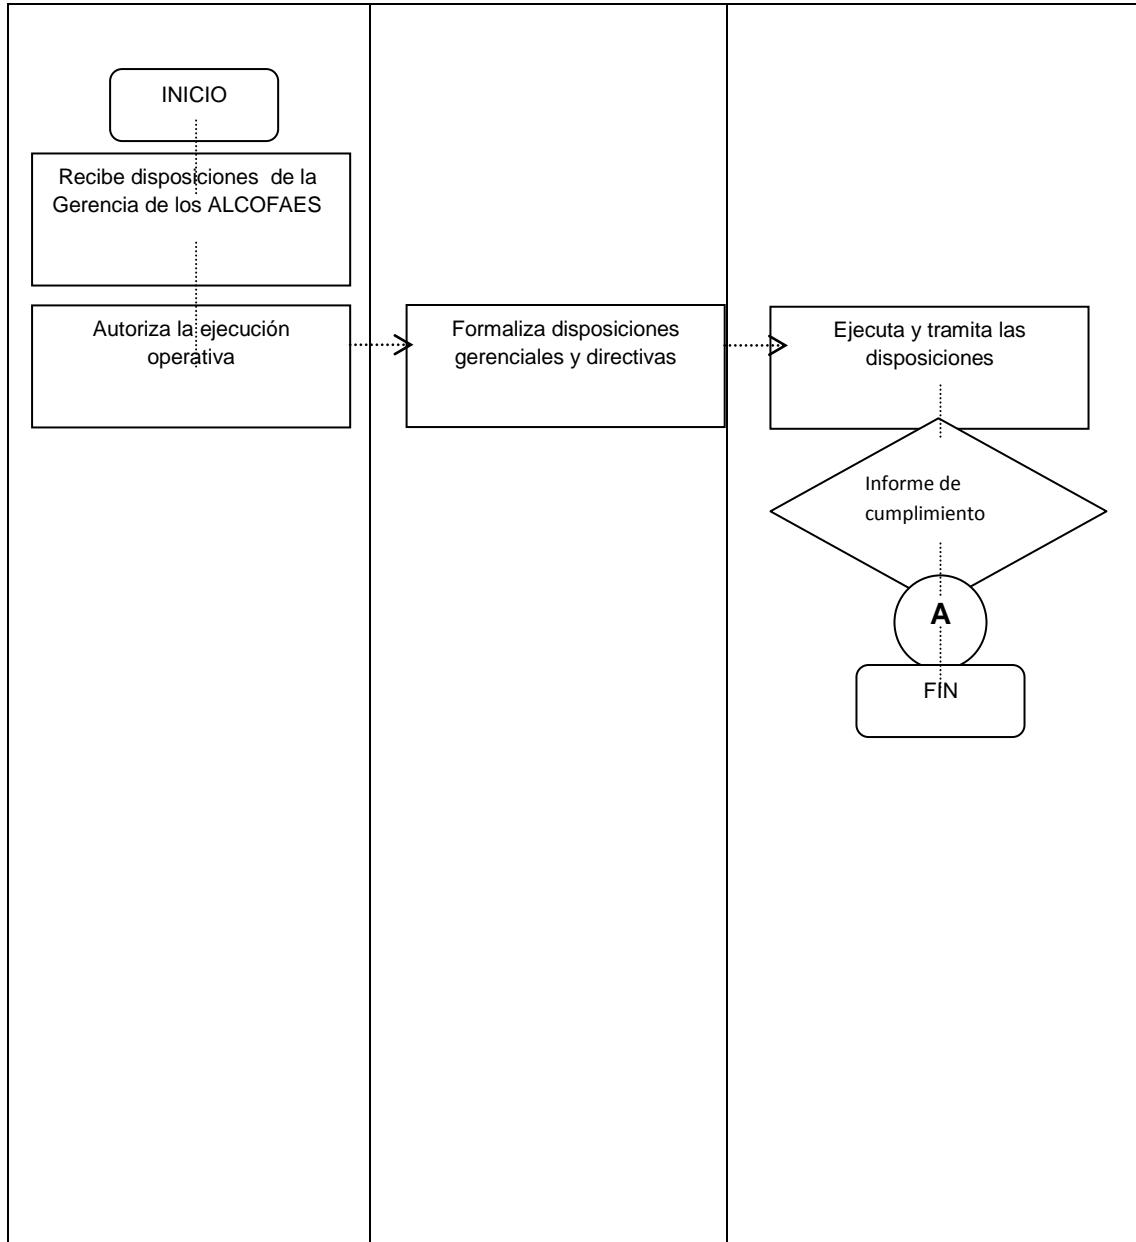 INICIO
Recibe disposiciones de la
Gerencia de los ALCOFAES
Autoriza la ejecución
operativa
Formaliza disposiciones
gerenciales y directivas
Ejecuta y tramita las
disposiciones
Informe de
cumplimiento
A
FIN